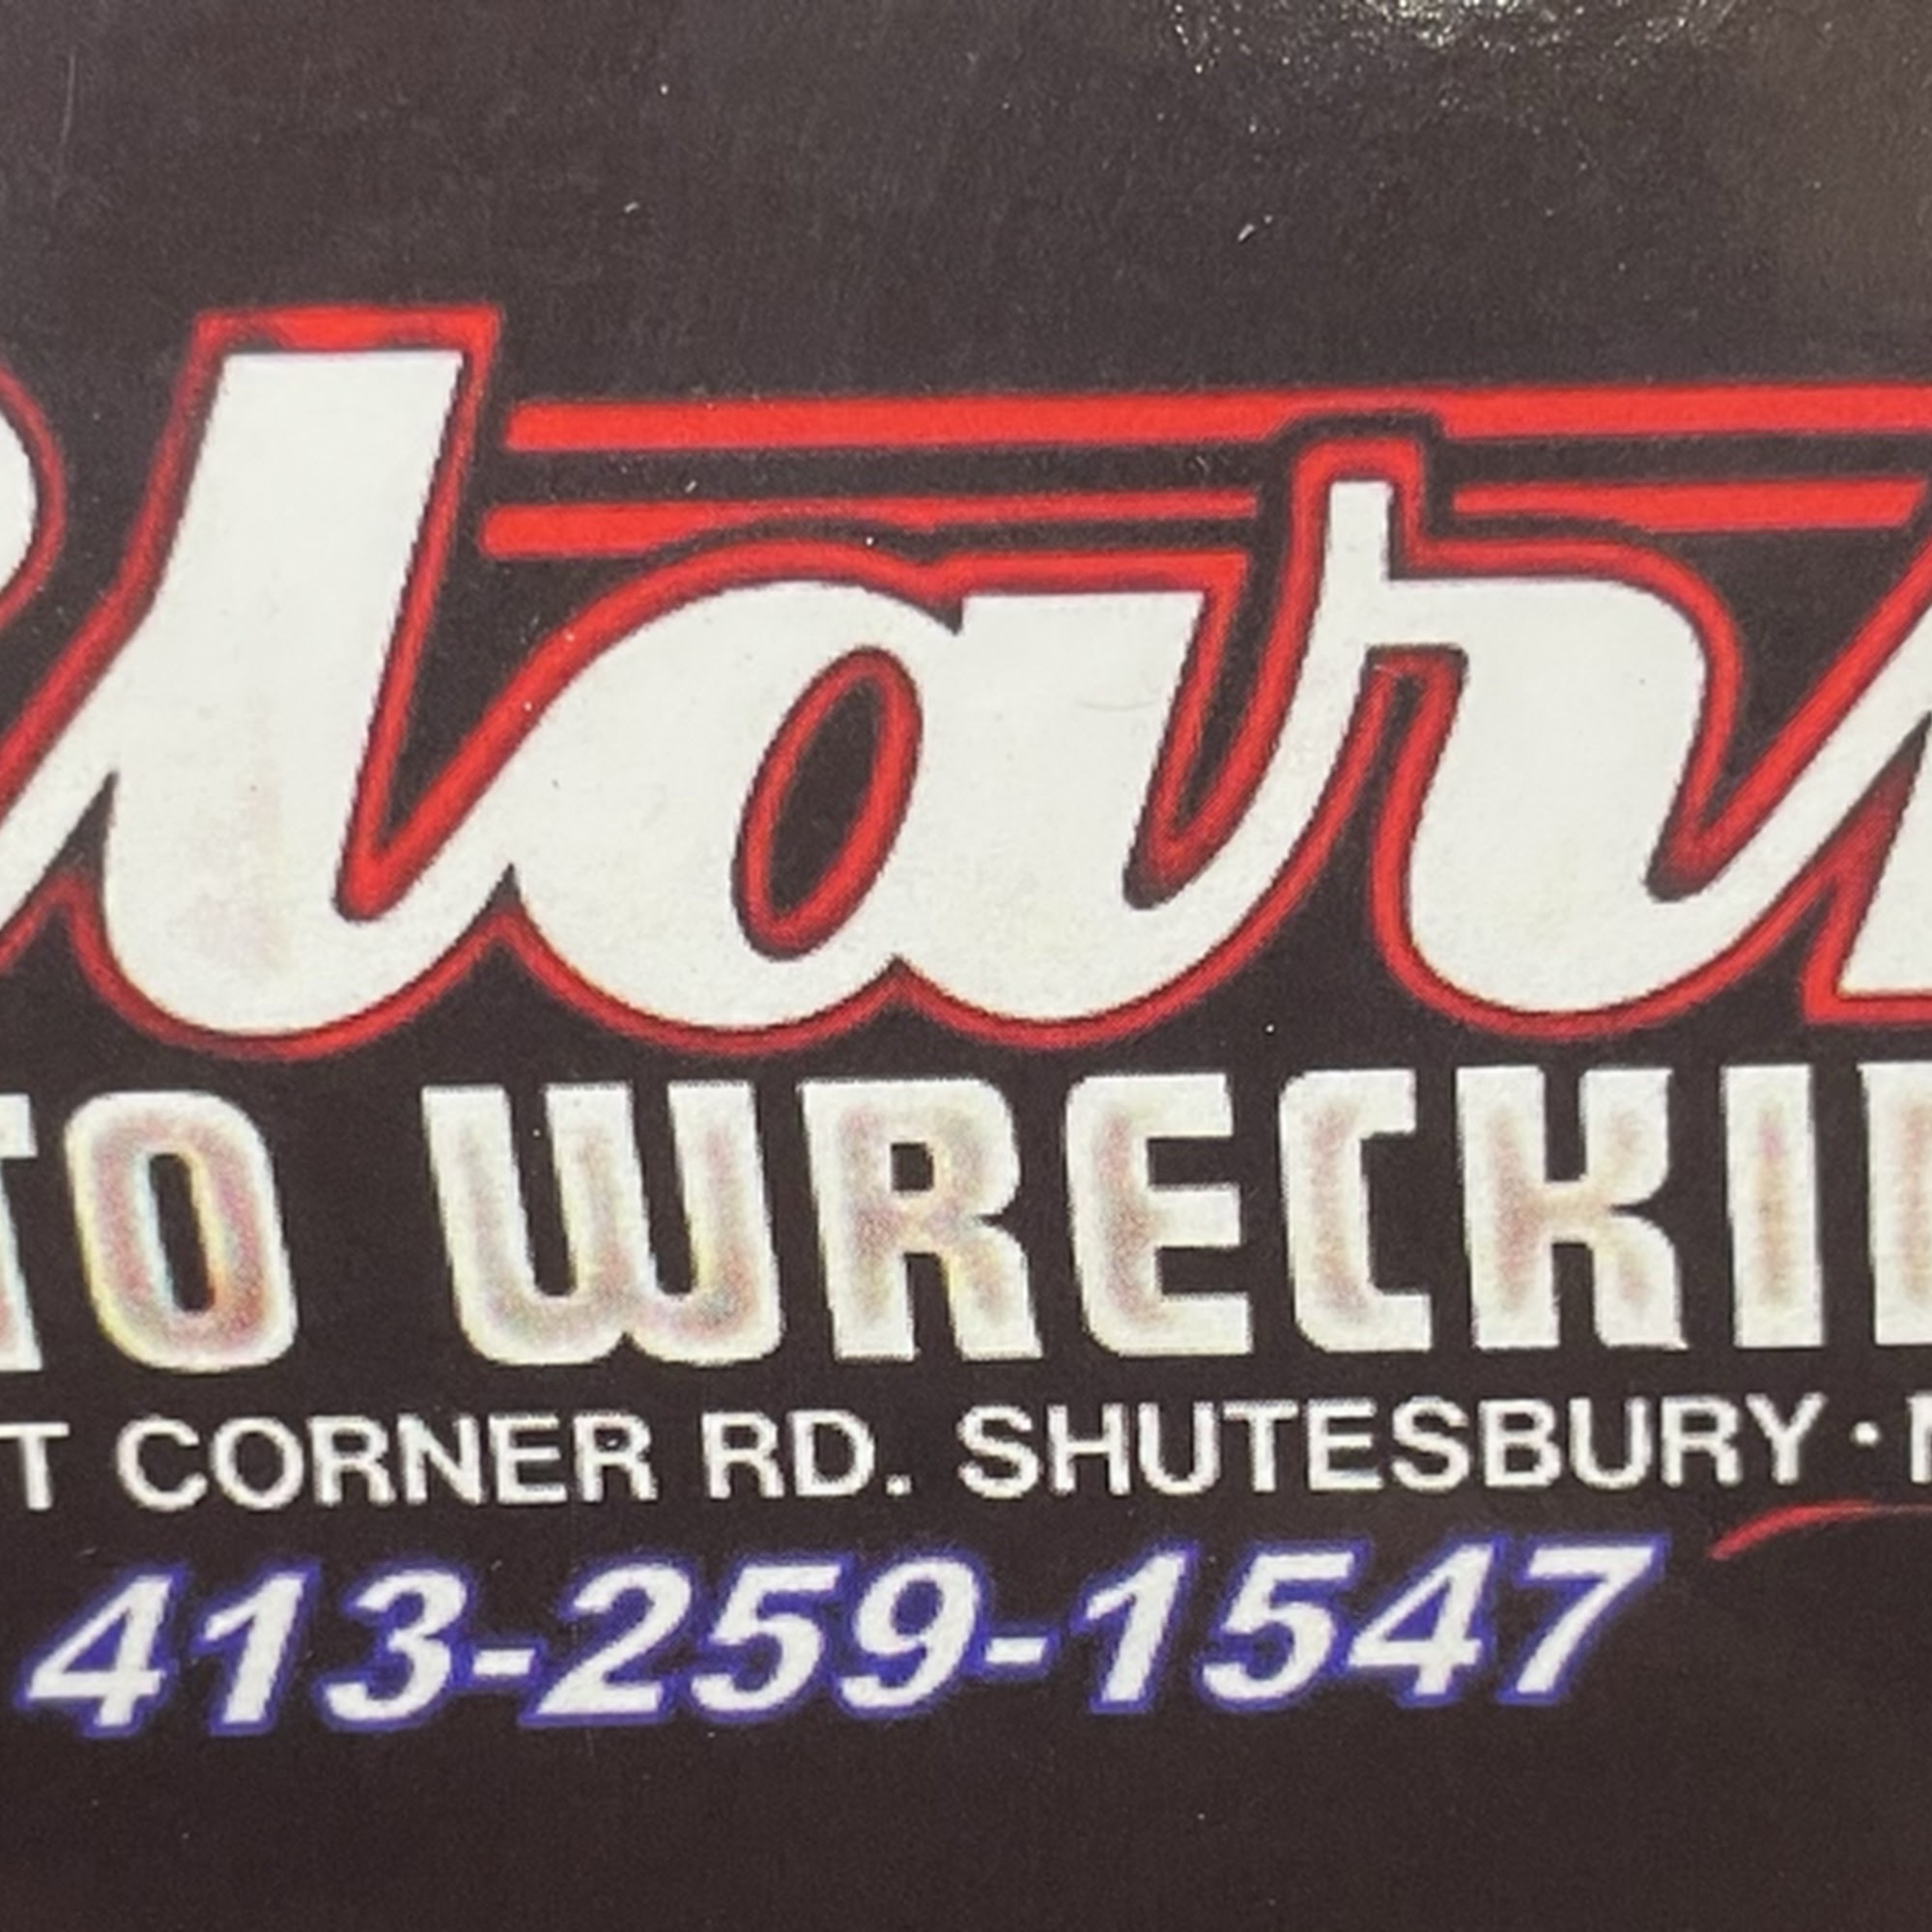 TO WRECKI
T CORNER RD. SHUTESBURY ·
413-259-1547